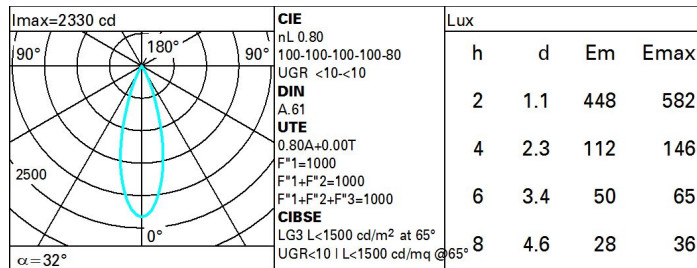 Imax=2330 cd
90° 180° 90°
2500
0°
α=32°
CIE
nL 0.80
100-100-100-100-80
UGR <10-<10
DIN
A.61
UTE
0.80A+0.00T
F"1=1000
F"1+F"2=1000
F"1+F"2+F"3=1000
CIBSE
LG3 L<1500 cd/m² at 65°
UGR<10 | L<1500 cd/mq @65°
Lux
h d Em Emax
2 1.1 448 582
4 2.3 112 146
6 3.4 50 65
8 4.6 28 36